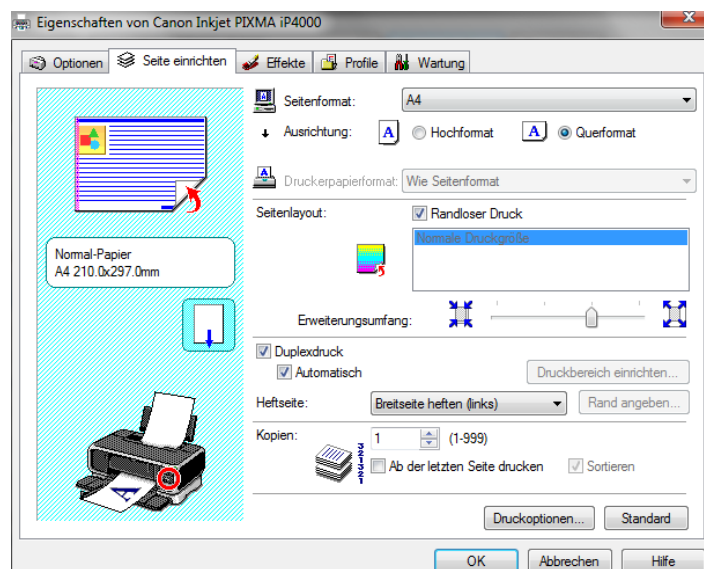 Eigenschaften von Canon Inkjet PIXMA iP4000
Optionen Seite einrichten Effekte Profile Wartung
Seitenformat: A4
Ausrichtung: A Hochformat A Querformat
Druckerpapierformat: Wie Seitenformat
Seitenlayout: Randloser Druck
Normale Druckgröße
Normal-Papier
A4 210.0x297.0mm
Erweiterungsumfang:
Duplexdruck
Automatisch Druckbereich einrichten...
Heftseite: Breitseite heften (links) Rand angeben...
Kopien: 1 (1-999)
Ab der letzten Seite drucken Sortieren
Druckoptionen... Standard
OK Abbrechen Hilfe